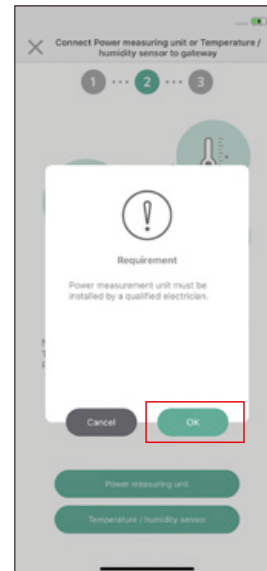 Connect Power measuring unit or Temperature /
humidity sensor to gateway
1 ... 2 ... 3
Requirement
Power measurement unit must be
installed by a qualified electrician.
N
T
P
Cancel
OK
Power measuring unit
Temperature / humidity sensor